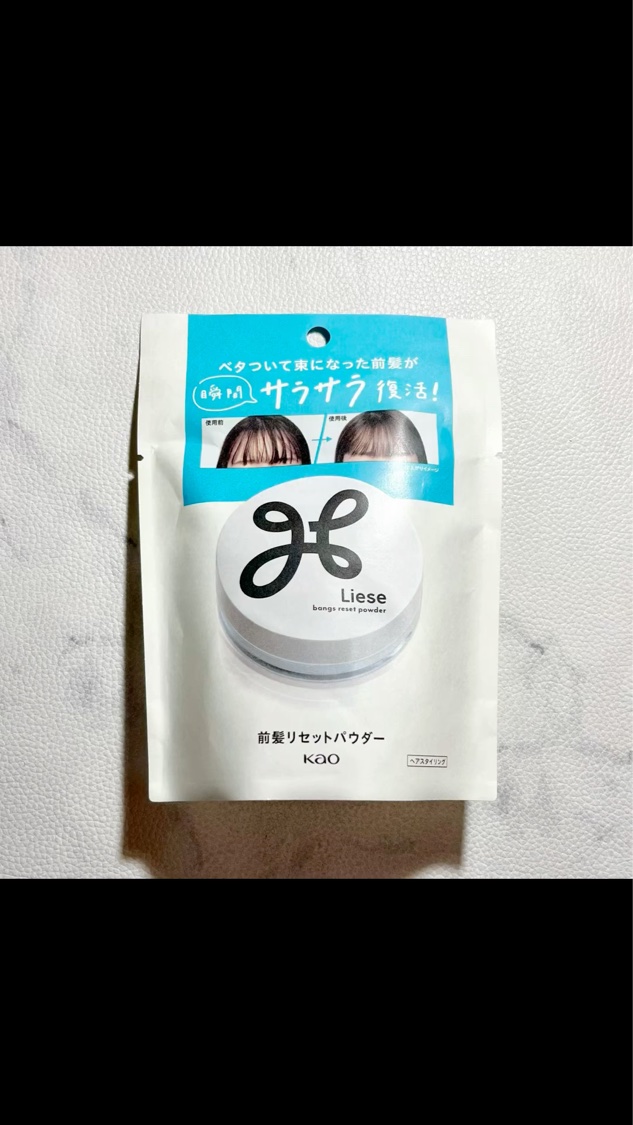 ベタついて束になった前髪が
瞬間 サラサラ 復活!
使用前
使用後
Liese
bangs reset powder
前髪リセットパウダー
Kao
ヘアスタイリング